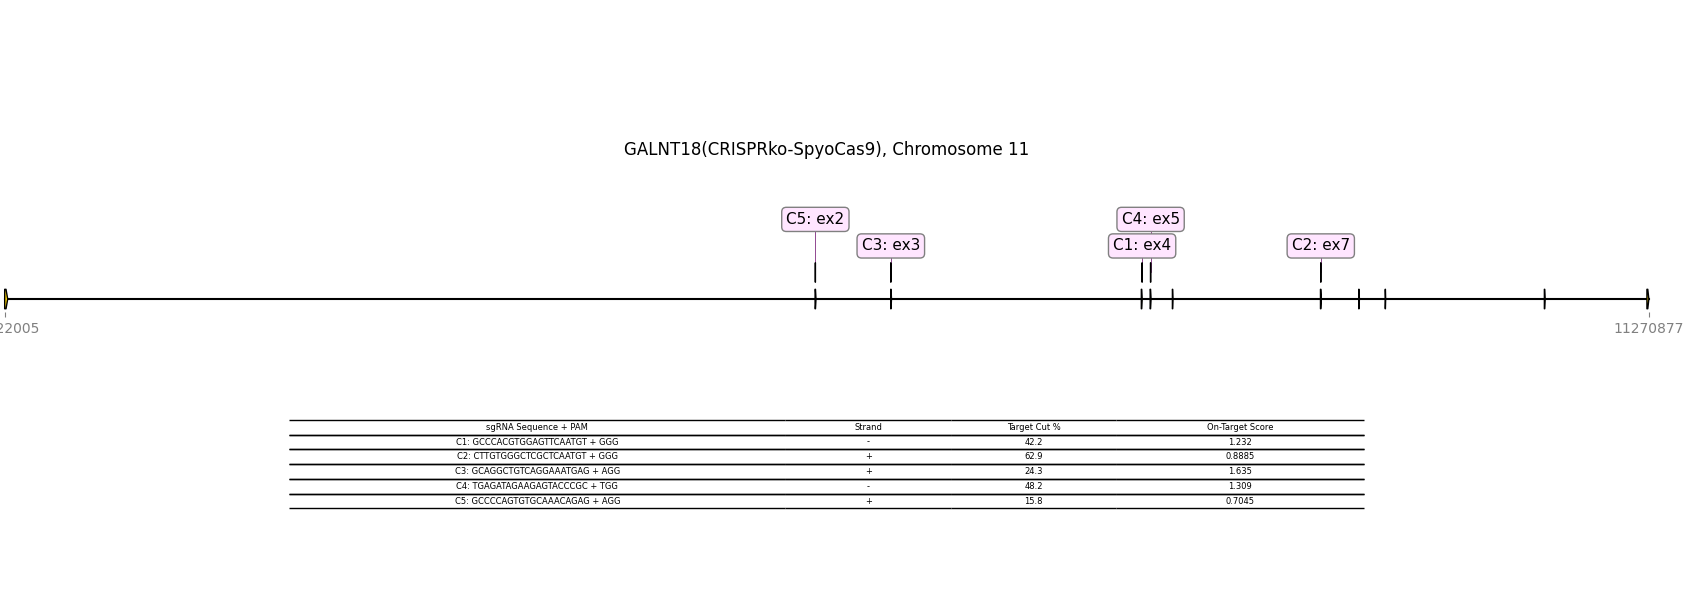 GALNT18(CRISPRko-SpyoCas9), Chromosome 11
C5: ex2
C4: ex5
C3: ex3
C1: ex4
C2: ex7
22005
11270877
sgRNA Sequence + PAM Strand Target Cut % On-Target Score
C1: GCCCACGTGGAGTTCAATGT + GGG - 42.2 1.232
C2: CTTGTGGGCTCGCTCAATGT + GGG + 62.9 0.8885
C3: GCAGGCTGTCAGGAAATGAG + AGG + 24.3 1.635
C4: TGAGATAGAAGAGTACCCGC + TGG - 48.2 1.309
C5: GCCCCAGTGTGCAAACAGAG + AGG + 15.8 0.7045